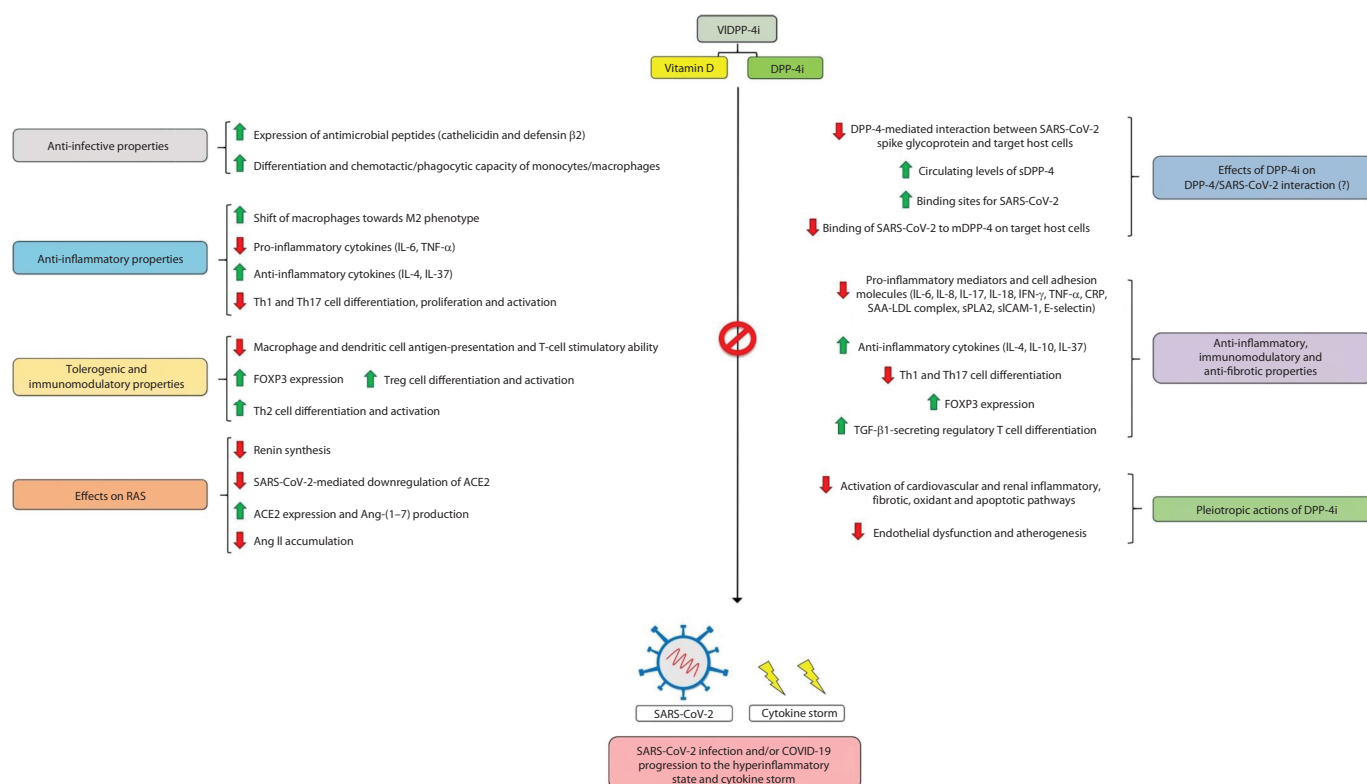 VIDPP-4i
Vitamin D
DPP-4i
Anti-infective properties
Expression of antimicrobial peptides (cathelicidin and defensin β2)
Differentiation and chemotactic/phagocytic capacity of monocytes/macrophages
Anti-inflammatory properties
Shift of macrophages towards M2 phenotype
Pro-inflammatory cytokines (IL-6, TNF-α)
Anti-inflammatory cytokines (IL-4, IL-37)
Th1 and Th17 cell differentiation, proliferation and activation
Tolerogenic and
immunomodulatory properties
Macrophage and dendritic cell antigen-presentation and T-cell stimulatory ability
FOXP3 expression
Treg cell differentiation and activation
Th2 cell differentiation and activation
Effects on RAS
Renin synthesis
SARS-CoV-2-mediated downregulation of ACE2
ACE2 expression and Ang-(1–7) production
Ang II accumulation
DPP-4-mediated interaction between SARS-CoV-2
spike glycoprotein and target host cells
Circulating levels of sDPP-4
Binding sites for SARS-CoV-2
Binding of SARS-CoV-2 to mDPP-4 on target host cells
Effects of DPP-4i on
DPP-4/SARS-CoV-2 interaction (?)
Pro-inflammatory mediators and cell adhesion
molecules (IL-6, IL-8, IL-17, IL-18, IFN-γ, TNF-α, CRP,
SAA-LDL complex, sPLA2, sICAM-1, E-selectin)
Anti-inflammatory cytokines (IL-4, IL-10, IL-37)
Th1 and Th17 cell differentiation
FOXP3 expression
TGF-β1-secreting regulatory T cell differentiation
Anti-inflammatory,
immunomodulatory and
anti-fibrotic properties
Activation of cardiovascular and renal inflammatory,
fibrotic, oxidant and apoptotic pathways
Endothelial dysfunction and atherogenesis
Pleiotropic actions of DPP-4i
SARS-CoV-2
Cytokine storm
SARS-CoV-2 infection and/or COVID-19
progression to the hyperinflammatory
state and cytokine storm